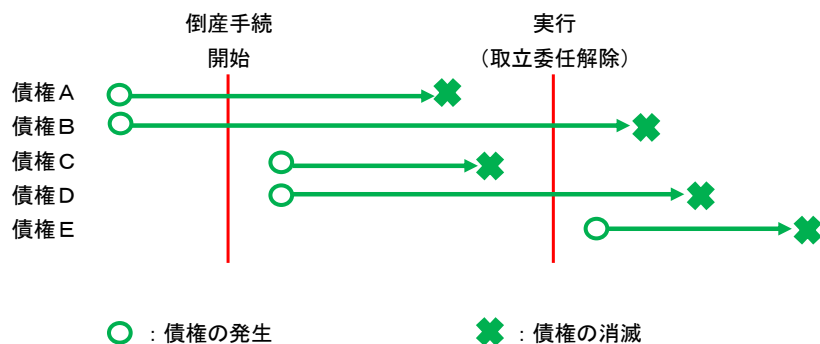 倒産手続
開始
実行
（取立委任解除）
債権Ａ
債権Ｂ
債権Ｃ
債権Ｄ
債権Ｅ
：債権の発生
：債権の消滅